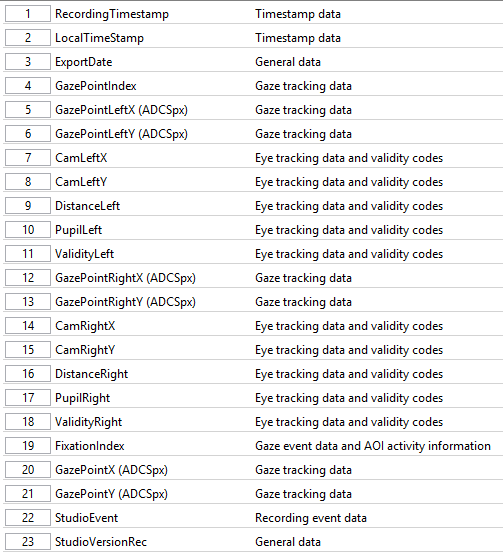 1 RecordingTimestamp Timestamp data
2 LocalTimeStamp Timestamp data
3 ExportDate General data
4 GazePointIndex Gaze tracking data
5 GazePointLeftX (ADCSpx) Gaze tracking data
6 GazePointLeftY (ADCSpx) Gaze tracking data
7 CamLeftX Eye tracking data and validity codes
8 CamLeftY Eye tracking data and validity codes
9 DistanceLeft Eye tracking data and validity codes
10 PupilLeft Eye tracking data and validity codes
11 ValidityLeft Eye tracking data and validity codes
12 GazePointRightX (ADCSpx) Gaze tracking data
13 GazePointRightY (ADCSpx) Gaze tracking data
14 CamRightX Eye tracking data and validity codes
15 CamRightY Eye tracking data and validity codes
16 DistanceRight Eye tracking data and validity codes
17 PupilRight Eye tracking data and validity codes
18 ValidityRight Eye tracking data and validity codes
19 FixationIndex Gaze event data and AOI activity information
20 GazePointX (ADCSpx) Gaze tracking data
21 GazePointY (ADCSpx) Gaze tracking data
22 StudioEvent Recording event data
23 StudioVersionRec General data